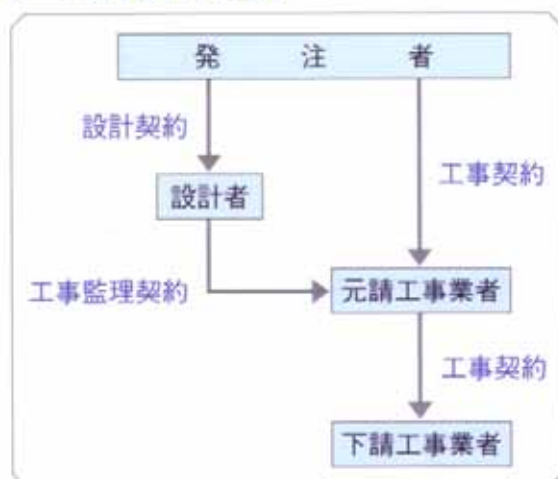 発注者
設計契約
工事契約
設計者
工事監理契約
元請工事業者
工事契約
下請工事業者